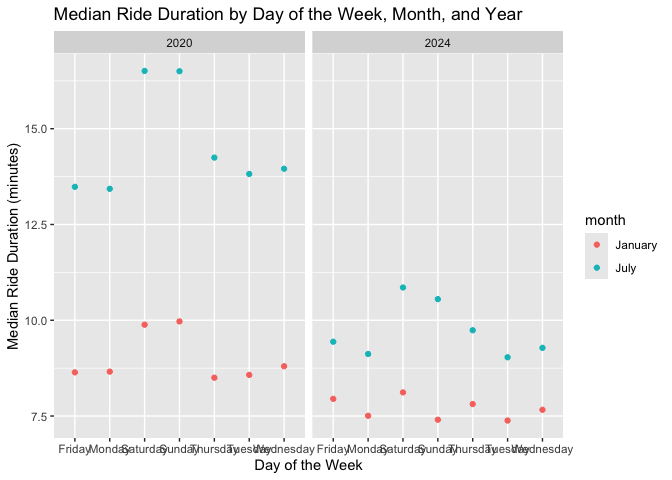 Median Ride Duration by Day of the Week, Month, and Year
2020 2024
Median Ride Duration (minutes)
15.0
12.5
10.0
7.5
month
January
July
Friday Monday Saturday Sunday Thursday Tuesday Wednesday Friday Monday Saturday Sunday Thursday Tuesday Wednesday
Day of the Week